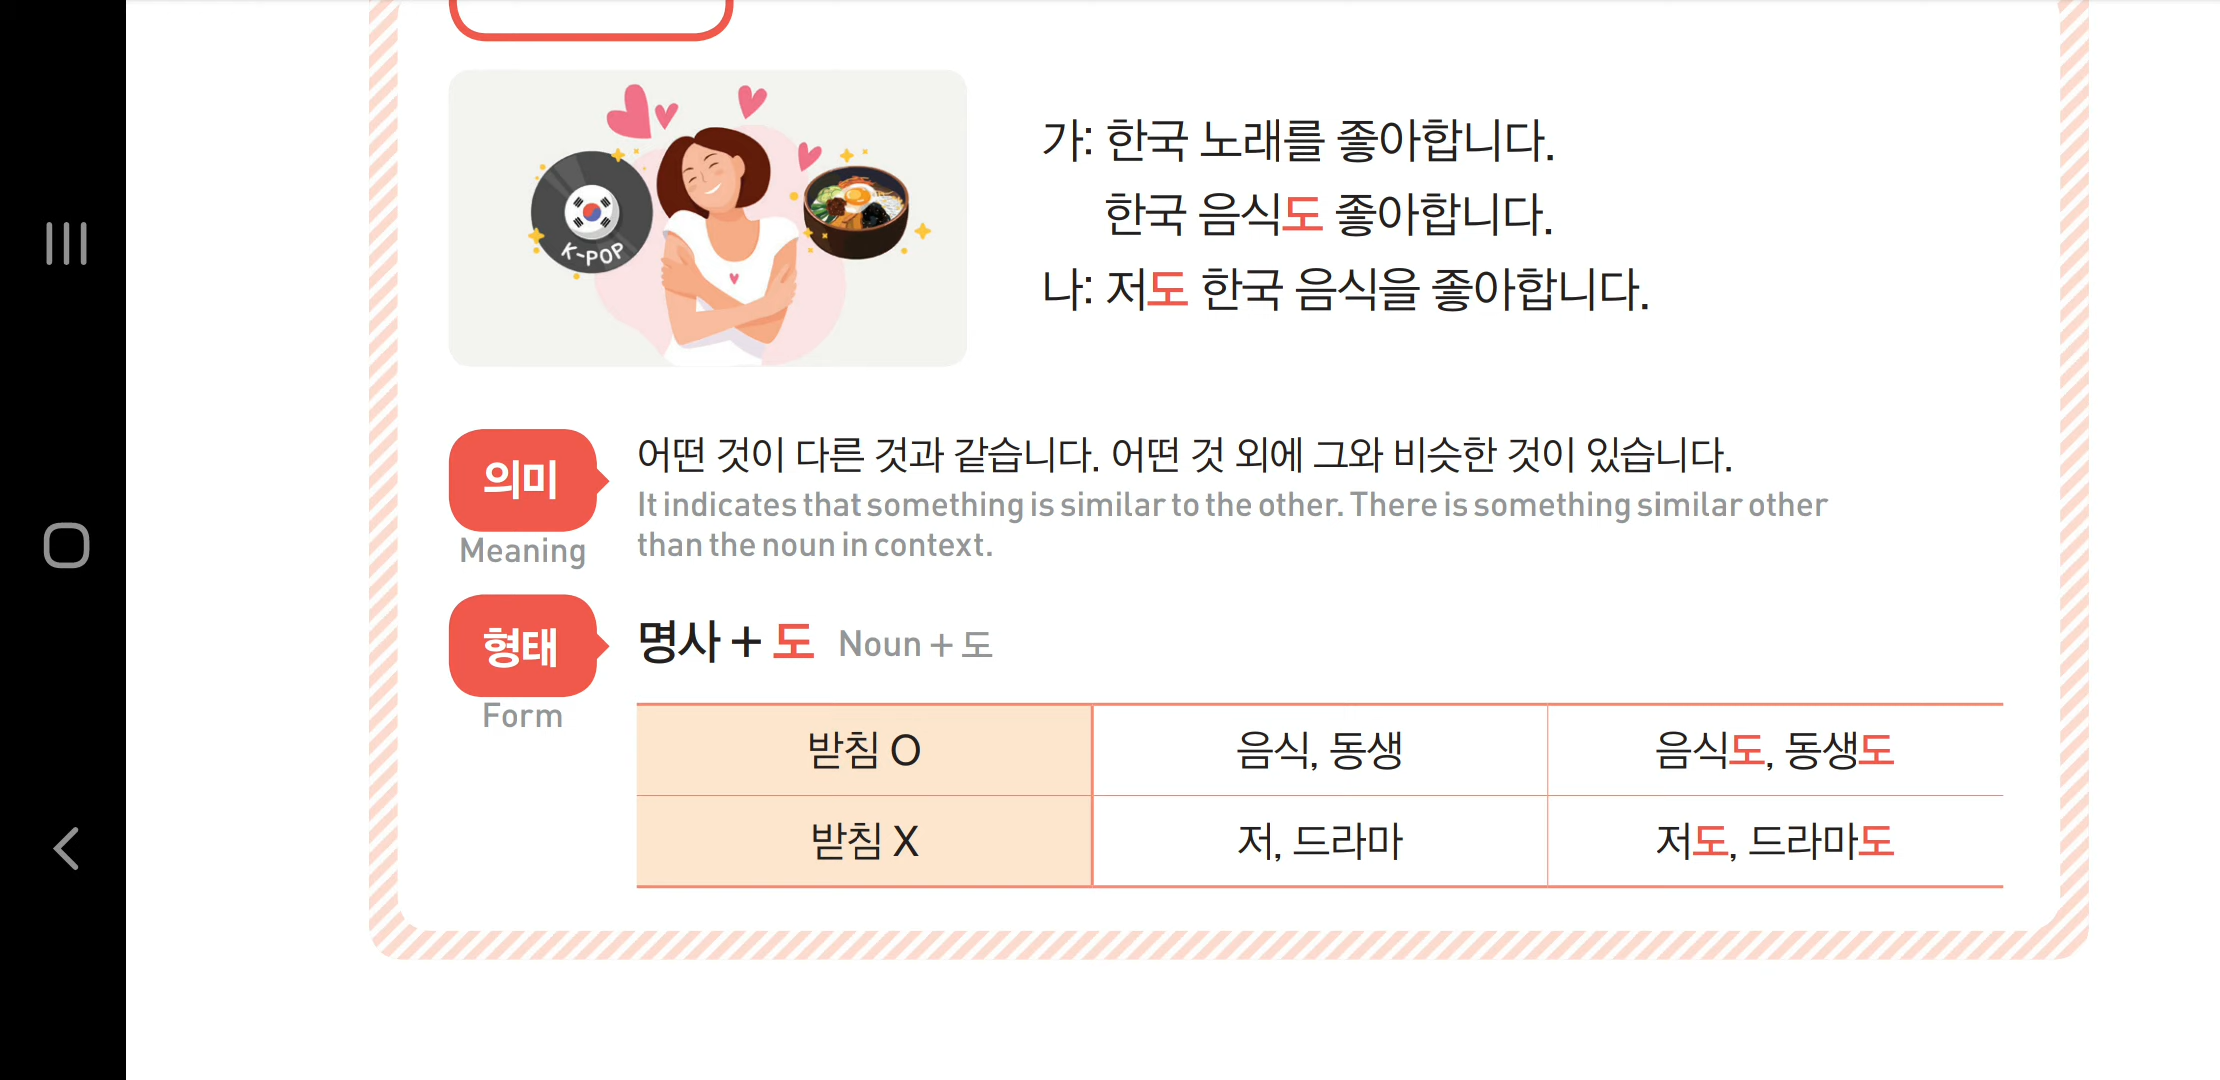 K-POP
가: 한국 노래를 좋아합니다.
한국 음식도 좋아합니다.
나: 저도 한국 음식을 좋아합니다.
의미
Meaning
어떤 것이 다른 것과 같습니다. 어떤 것 외에 그와 비슷한 것이 있습니다.
It indicates that something is similar to the other. There is something similar other
than the noun in context.
형태
Form
명사 + 도 Noun + 도
받침 O 음식, 동생 음식도, 동생도
받침 X 저, 드라마 저도, 드라마도